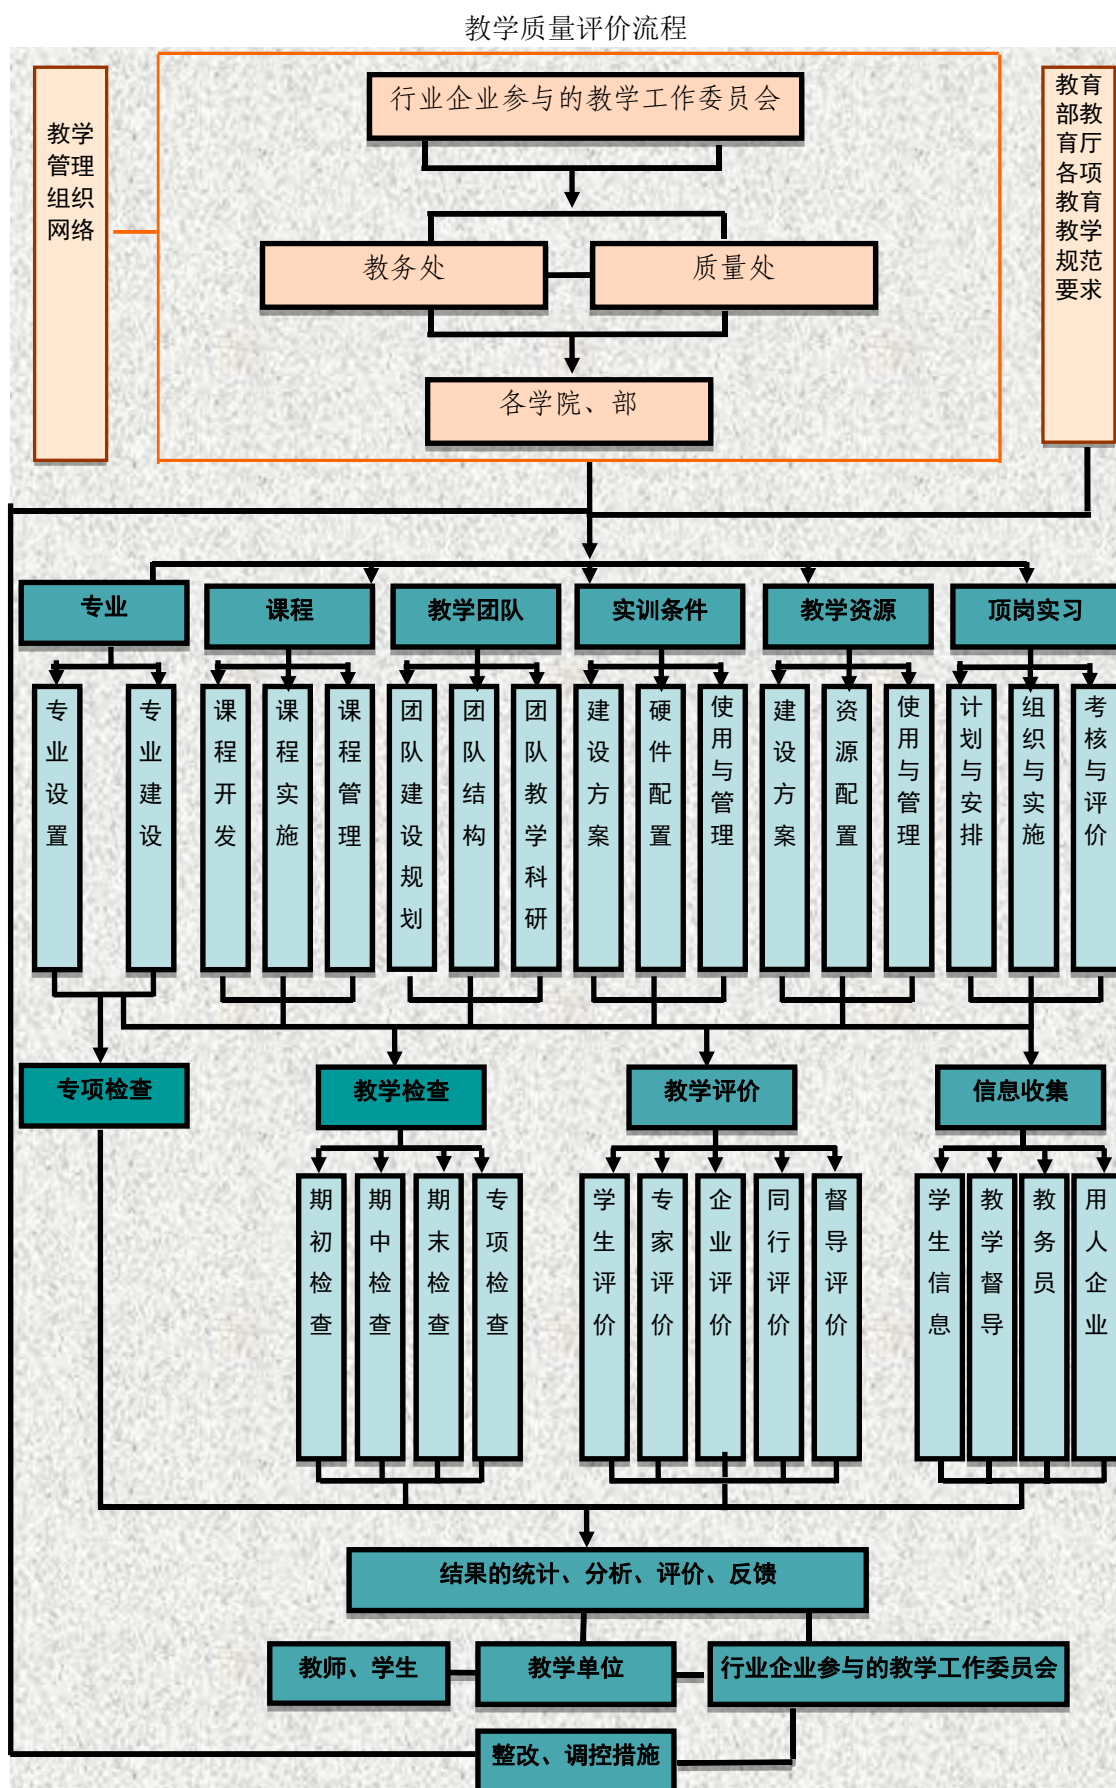 教学质量评价流程
行业企业参与的教学工作委员会
教学
管理
组织
网络
教育
部教
育厅
各项
教育
教学
规范
要求
教务处
质量处
各学院、部
专业
课程
教学团队
实训条件
教学资源
顶岗实习
专业设置
专业建设
课程开发
课程实施
课程管理
团队建设规划
团队结构
团队教学科研
建设方案
硬件配置
使用与管理
建设方案
资源配置
使用与管理
计划与安排
组织与实施
考核与评价
专项检查
教学检查
教学评价
信息收集
期初检查
期中检查
期末检查
专项检查
学生评价
专家评价
企业评价
同行评价
督导评价
学生信息
教学督导
教务员
用人企业
结果的统计、分析、评价、反馈
教师、学生
教学单位
行业企业参与的教学工作委员会
整改、调控措施